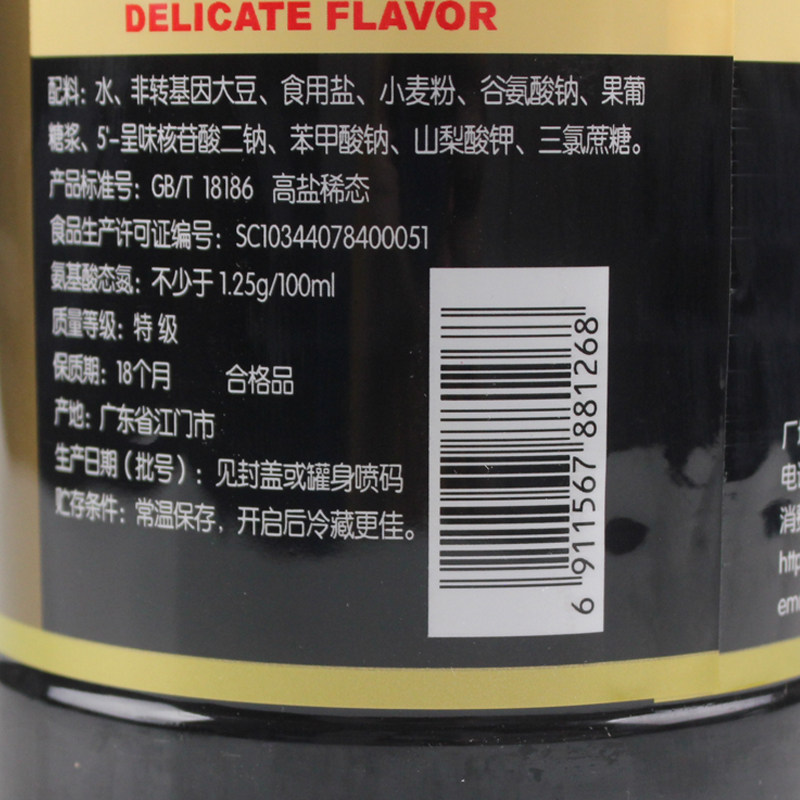 DELICATE FLAVOR
配料：水、非转基因大豆、食用盐、小麦粉、谷氨酸钠、果葡
糖浆、5'-呈味核苷酸二钠、苯甲酸钠、山梨酸钾、三氯蔗糖。
产品标准号：GB/T 18186 高盐稀态
食品生产许可证编号：SC10344078400051
氨基酸态氮：不少于1.25g/100ml
质量等级：特级
保质期：18个月 合格品
产地：广东省江门市
生产日期（批号）：见封盖或罐身喷码
贮存条件：常温保存，开启后冷藏更佳。
6 911567 881268
厂
电
消
http
em